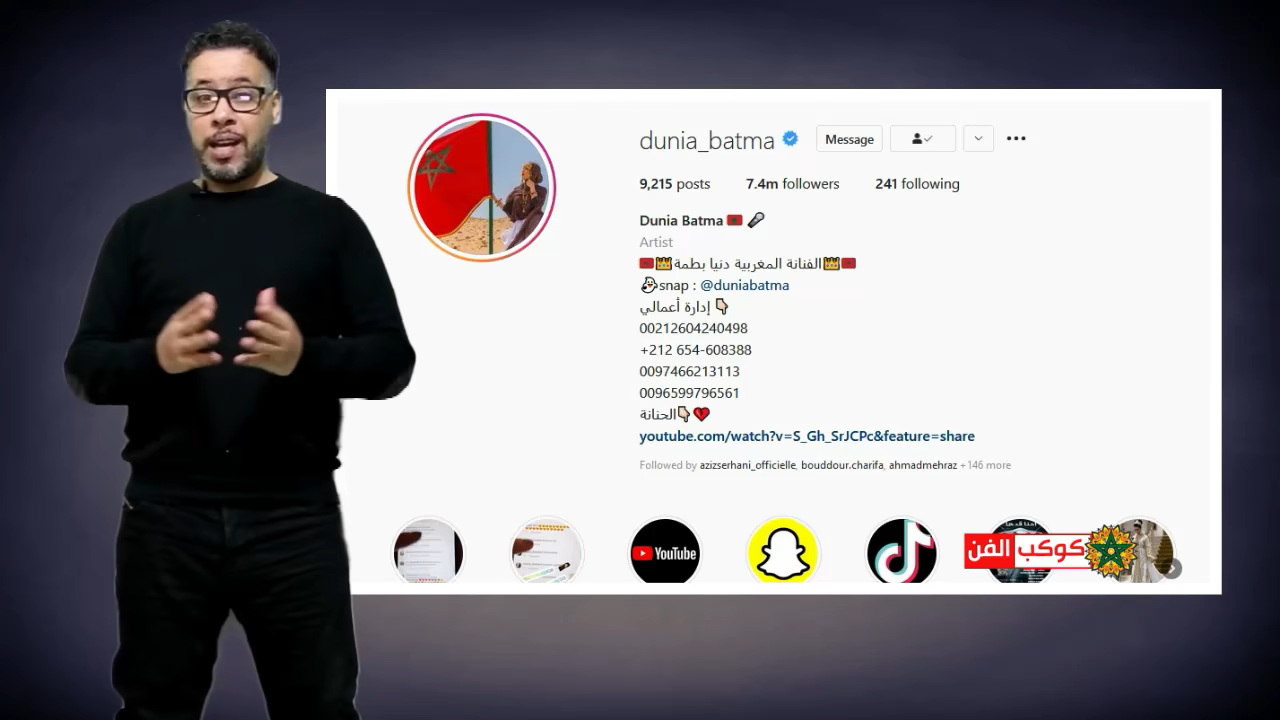 dunia_batma
Message
9,215 posts 7.4m followers 241 following
Dunia Batma 🇲🇦 🎤
Artist
🇲🇦👑الفنانة المغربية دنيا بطمة👑🇲🇦
👻snap : @duniabatma
إدارة أعمالي👇🏻
00212604240498
+212 654-608388
0097466213113
0096599796561
الحنانة👇🏻💔
youtube.com/watch?v=S_Gh_SrJCPc&feature=share
Followed by azizserhani_officielle, bouddour.charifa, ahmadmehraz +146 more
YouTube
كوكب الفن